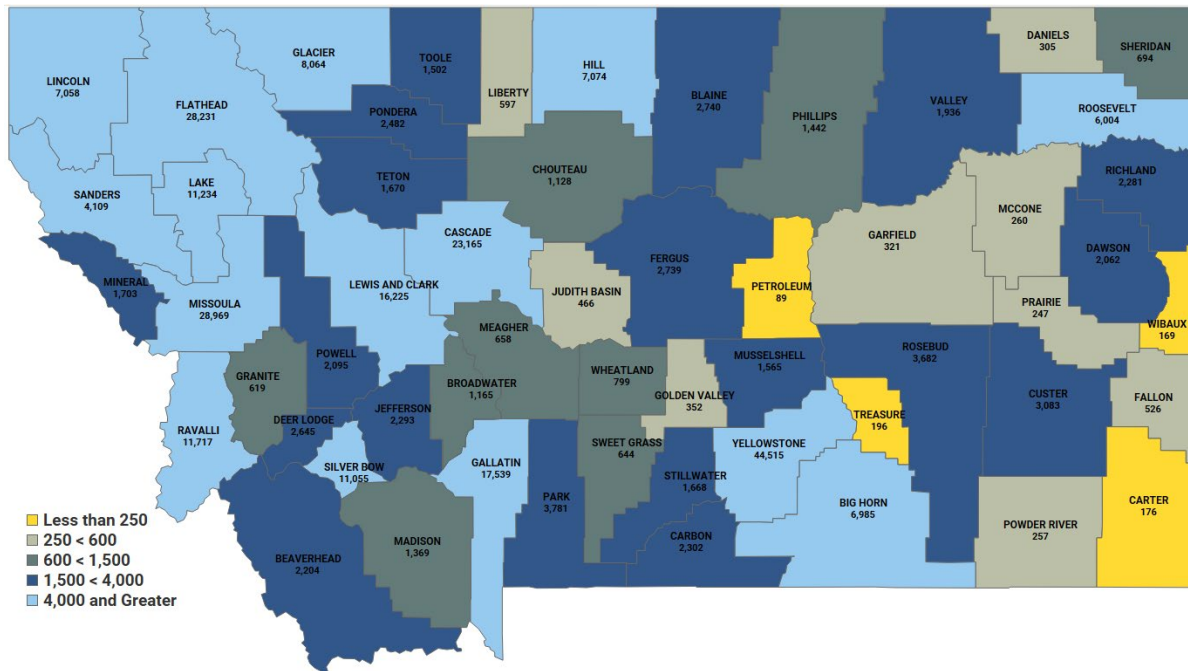 LINCOLN
7,058
FLATHEAD
28,231
GLACIER
8,064
TOOLE
1,502
LIBERTY
597
HILL
7,074
BLAINE
2,740
PHILLIPS
1,442
VALLEY
1,936
DANIELS
305
SHERIDAN
694
ROOSEVELT
6,004
PONDERA
2,482
TETON
1,670
CHOUTEAU
1,128
SANDERS
4,109
LAKE
11,234
CASCADE
23,165
RICHLAND
2,281
MCCONE
260
GARFIELD
321
DAWSON
2,062
MINERAL
1,703
MISSOULA
28,969
LEWIS AND CLARK
16,225
JUDITH BASIN
466
FERGUS
2,739
PETROLEUM
89
PRAIRIE
247
WIBAUX
169
POWELL
2,095
GRANITE
619
MEAGHER
658
BROADWATER
1,165
WHEATLAND
799
GOLDEN VALLEY
352
MUSSELSHELL
1,565
ROSEBUD
3,682
CUSTER
3,083
FALLON
526
TREASURE
196
RAVALLI
11,717
DEER LODGE
2,645
JEFFERSON
2,293
SILVER BOW
11,055
GALLATIN
17,539
PARK
3,781
SWEET GRASS
644
STILLWATER
1,668
YELLOWSTONE
44,515
BIG HORN
6,985
CARBON
2,302
POWDER RIVER
257
CARTER
176
MADISON
1,369
BEAVERHEAD
2,204
Less than 250
250 < 600
600 < 1,500
1,500 < 4,000
4,000 and Greater